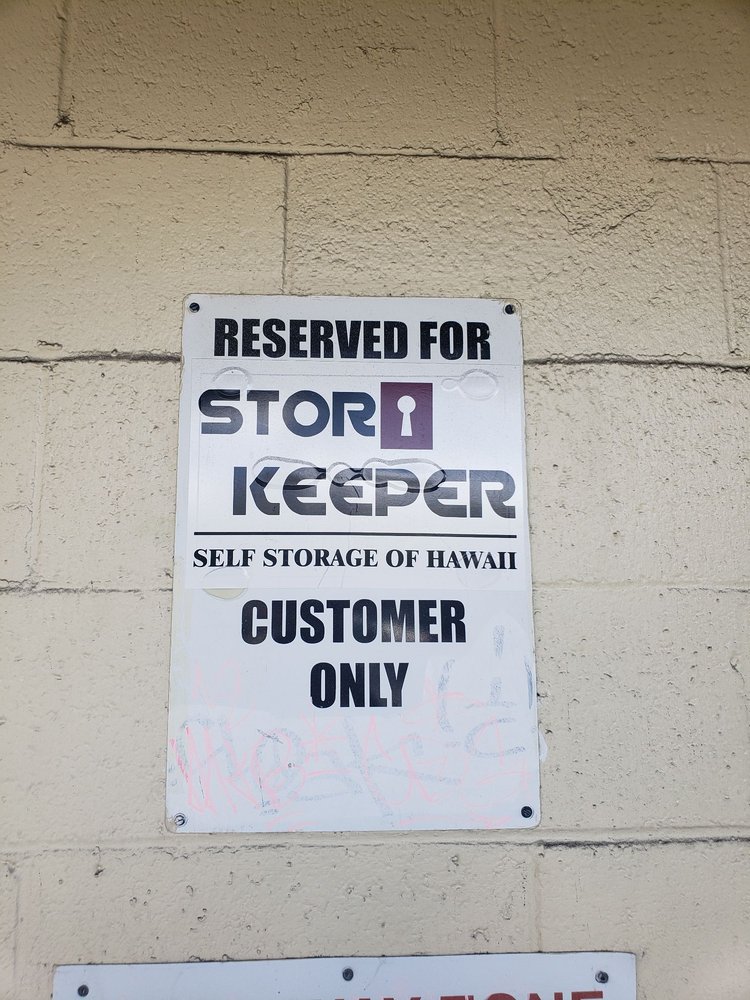 RESERVED FOR
STOR
KEEPER
SELF STORAGE OF HAWAII
CUSTOMER
ONLY